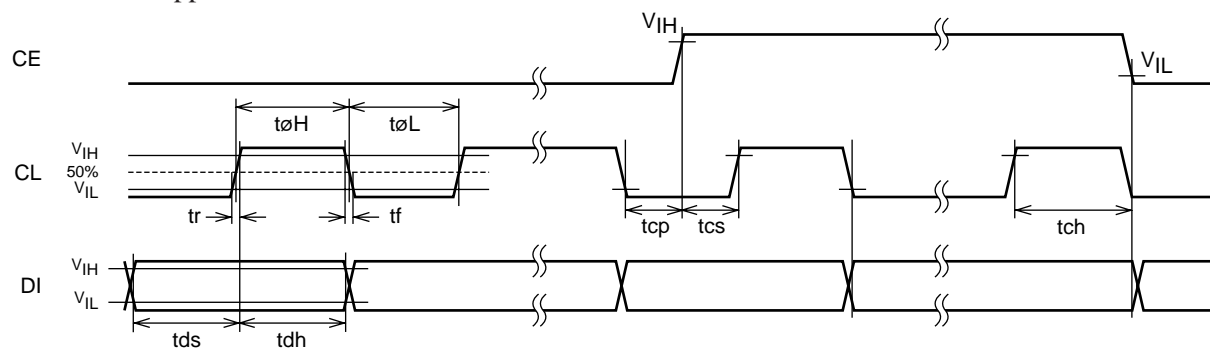 VIH
CE
VIL
tøH tøL
VIH
CL 50%
VIL
tr tf
tcp tcs
tch
VIH
DI
VIL
tds tdh